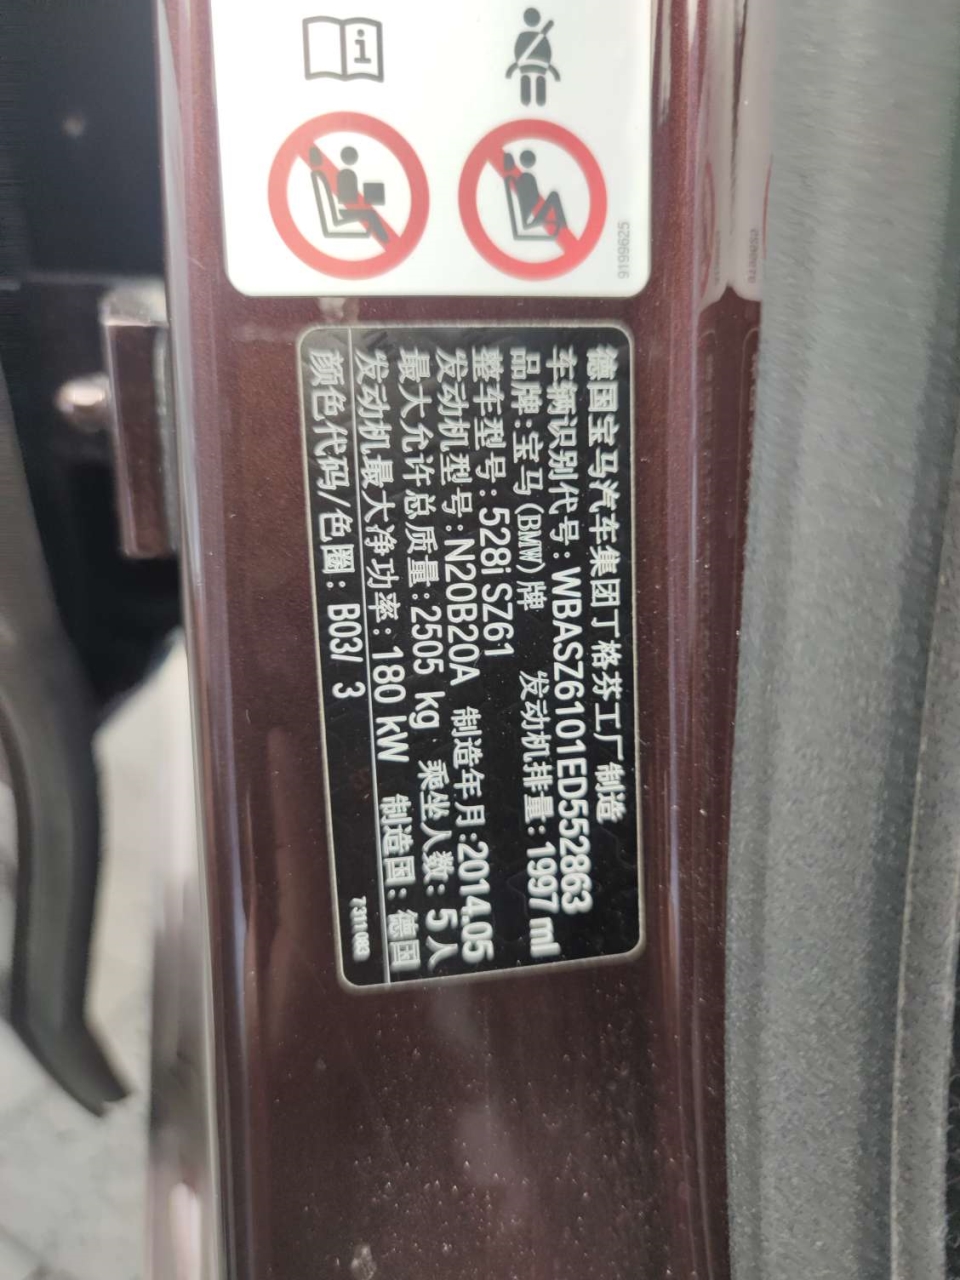 9199625
德国宝马汽车集团丁格芬工厂制造
车辆识别代号：WBASZ6101ED552863
品牌：宝马(BMW)牌 发动机排量：1997 ml
整车型号：528i SZ61
发动机型号：N20B20A 制造年月：2014.05
最大允许总质量：2505 kg 乘坐人数：5人
发动机最大净功率：180 kW 制造国：德国
颜色代码/色圈：B03/ 3
7311083